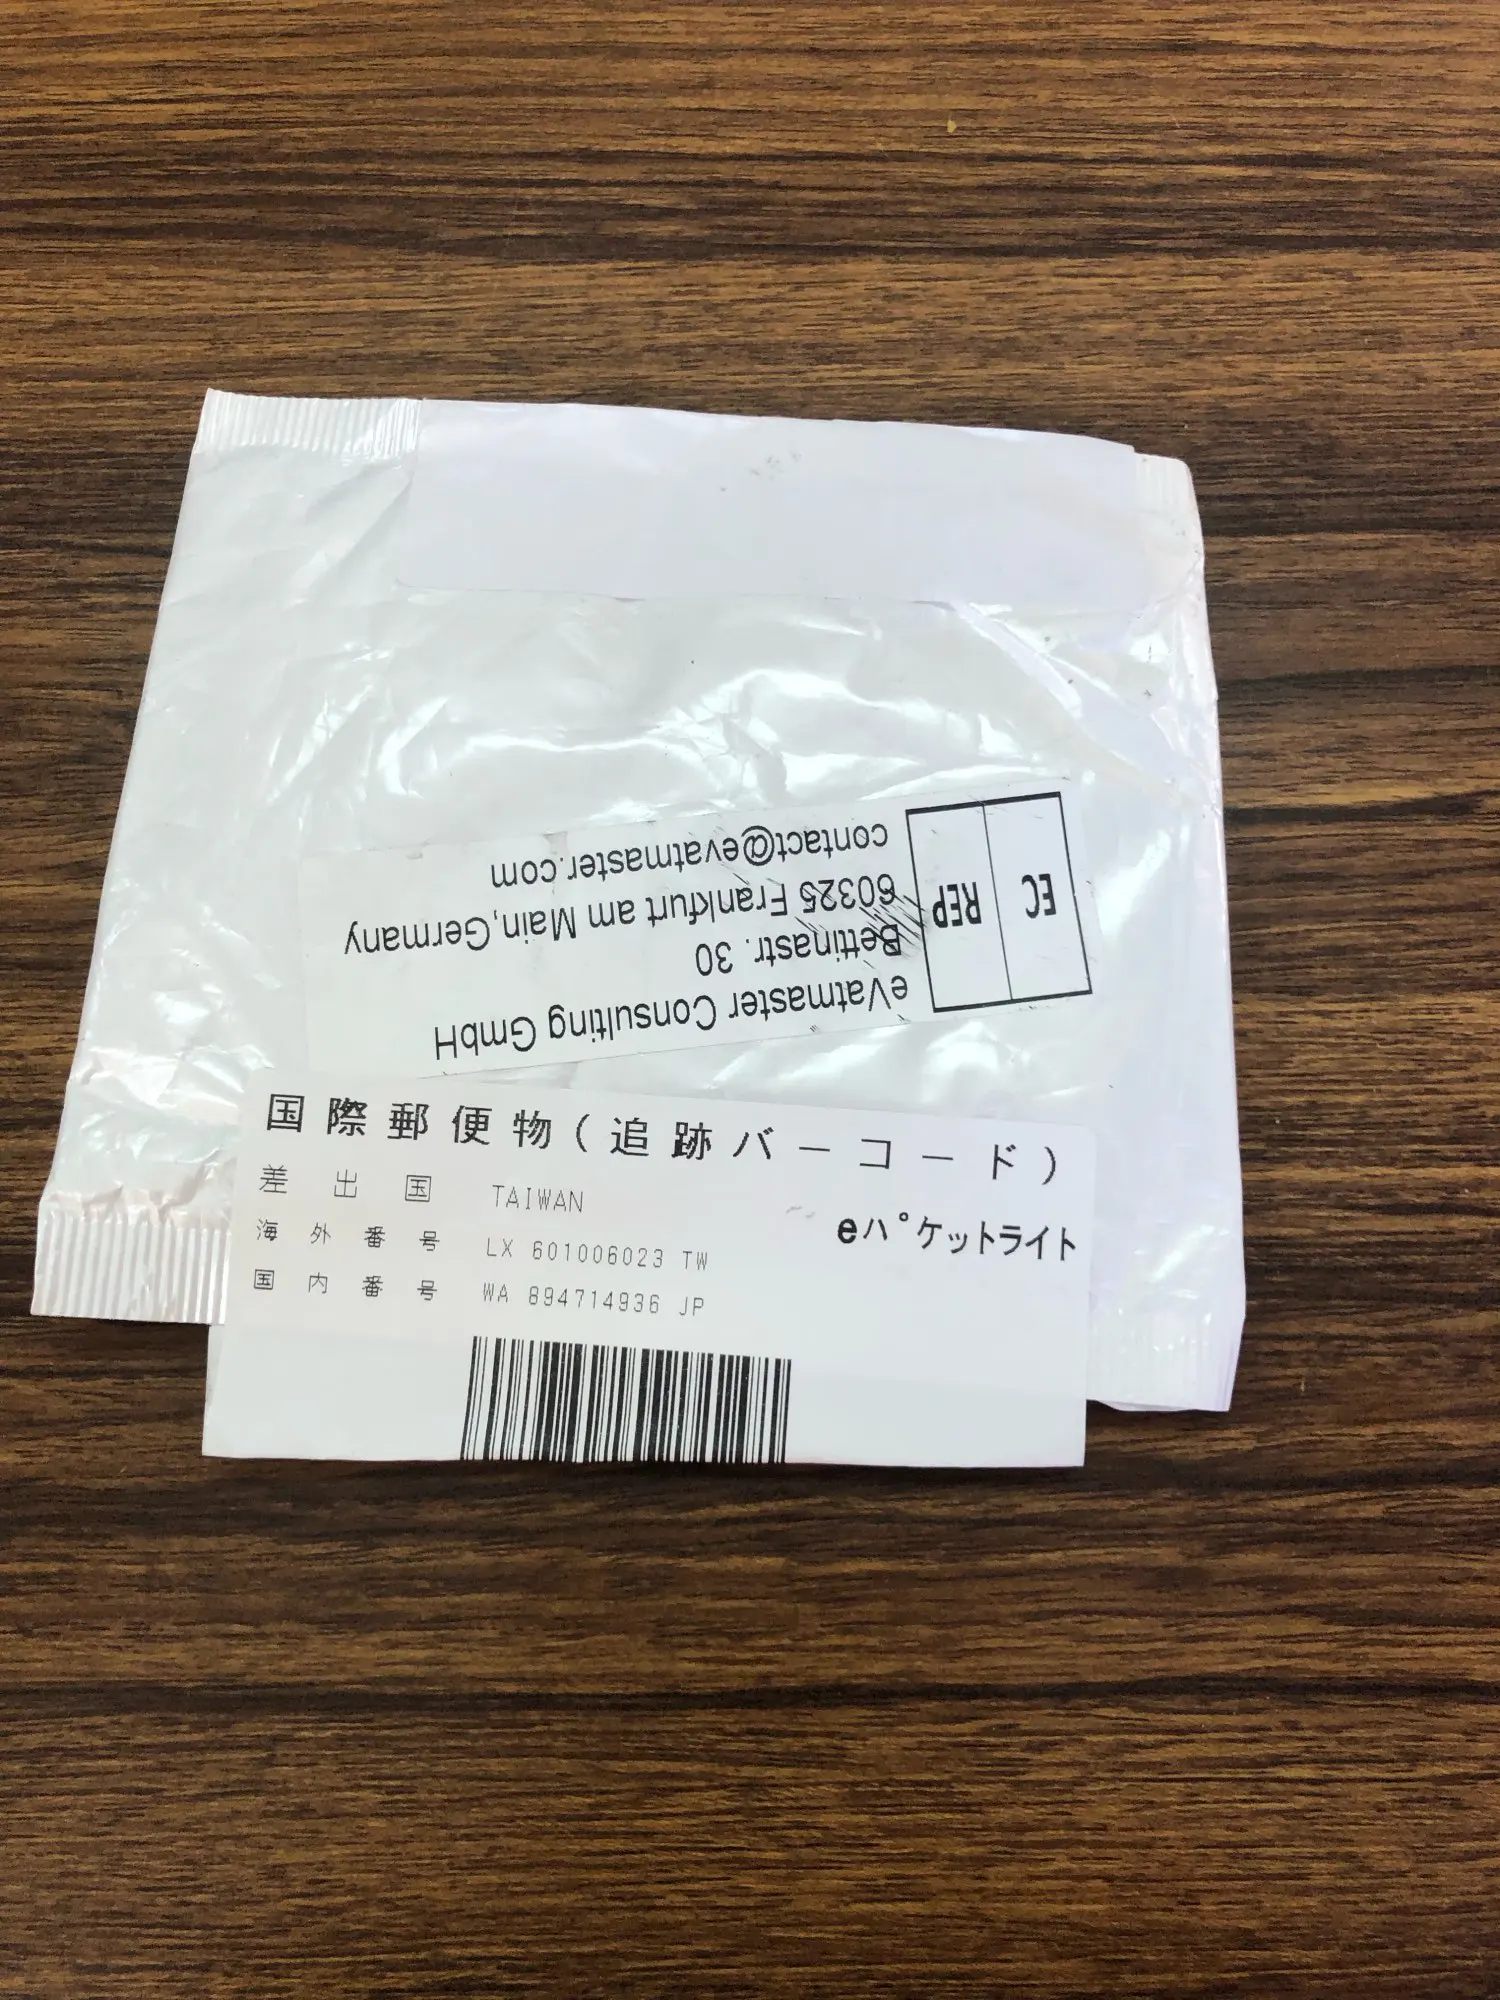 EC REP
eVatmaster Consulting GmbH
Bettinastr. 30
60325 Frankfurt am Main,Germany
contact@evatmaster.com
国際郵便物(追跡バーコード)
差出国 TAIWAN
eパケットライト
海外番号 LX 601006023 TW
国内番号 WA 894714936 JP